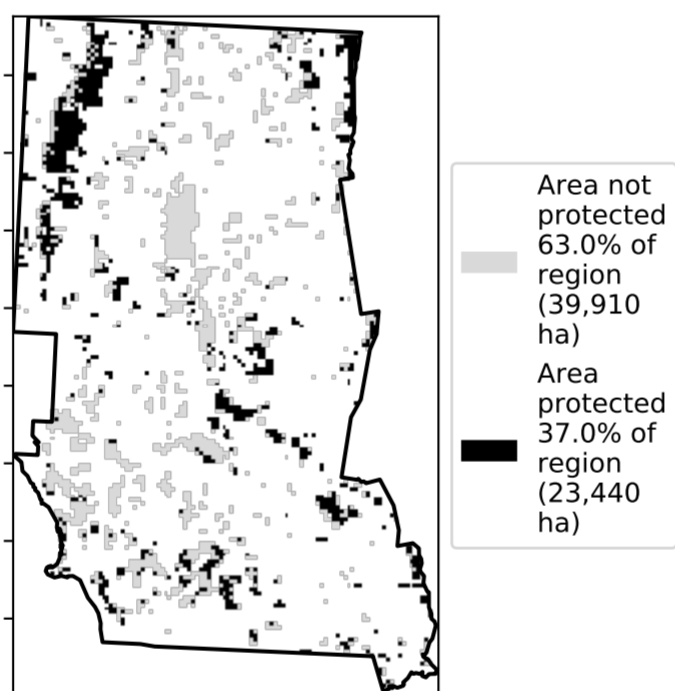 Area not
protected
63.0% of
region
(39,910
ha)
Area
protected
37.0% of
region
(23,440
ha)